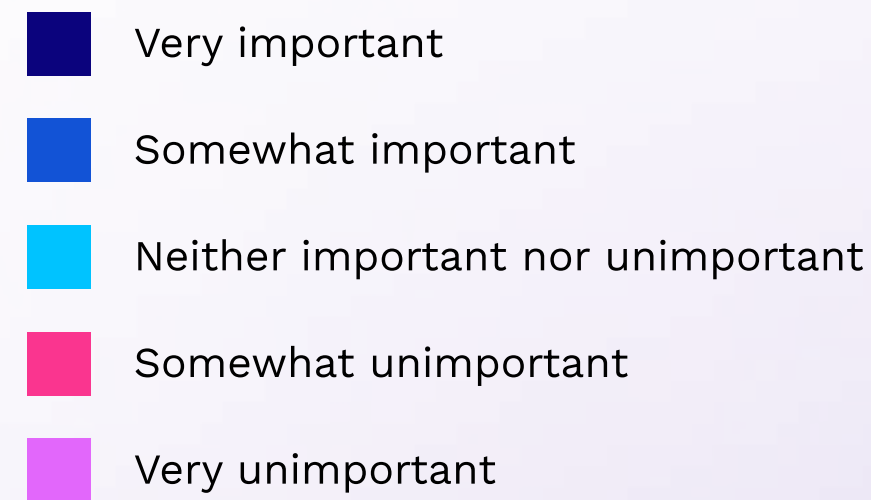 Very important
Somewhat important
Neither important nor unimportant
Somewhat unimportant
Very unimportant